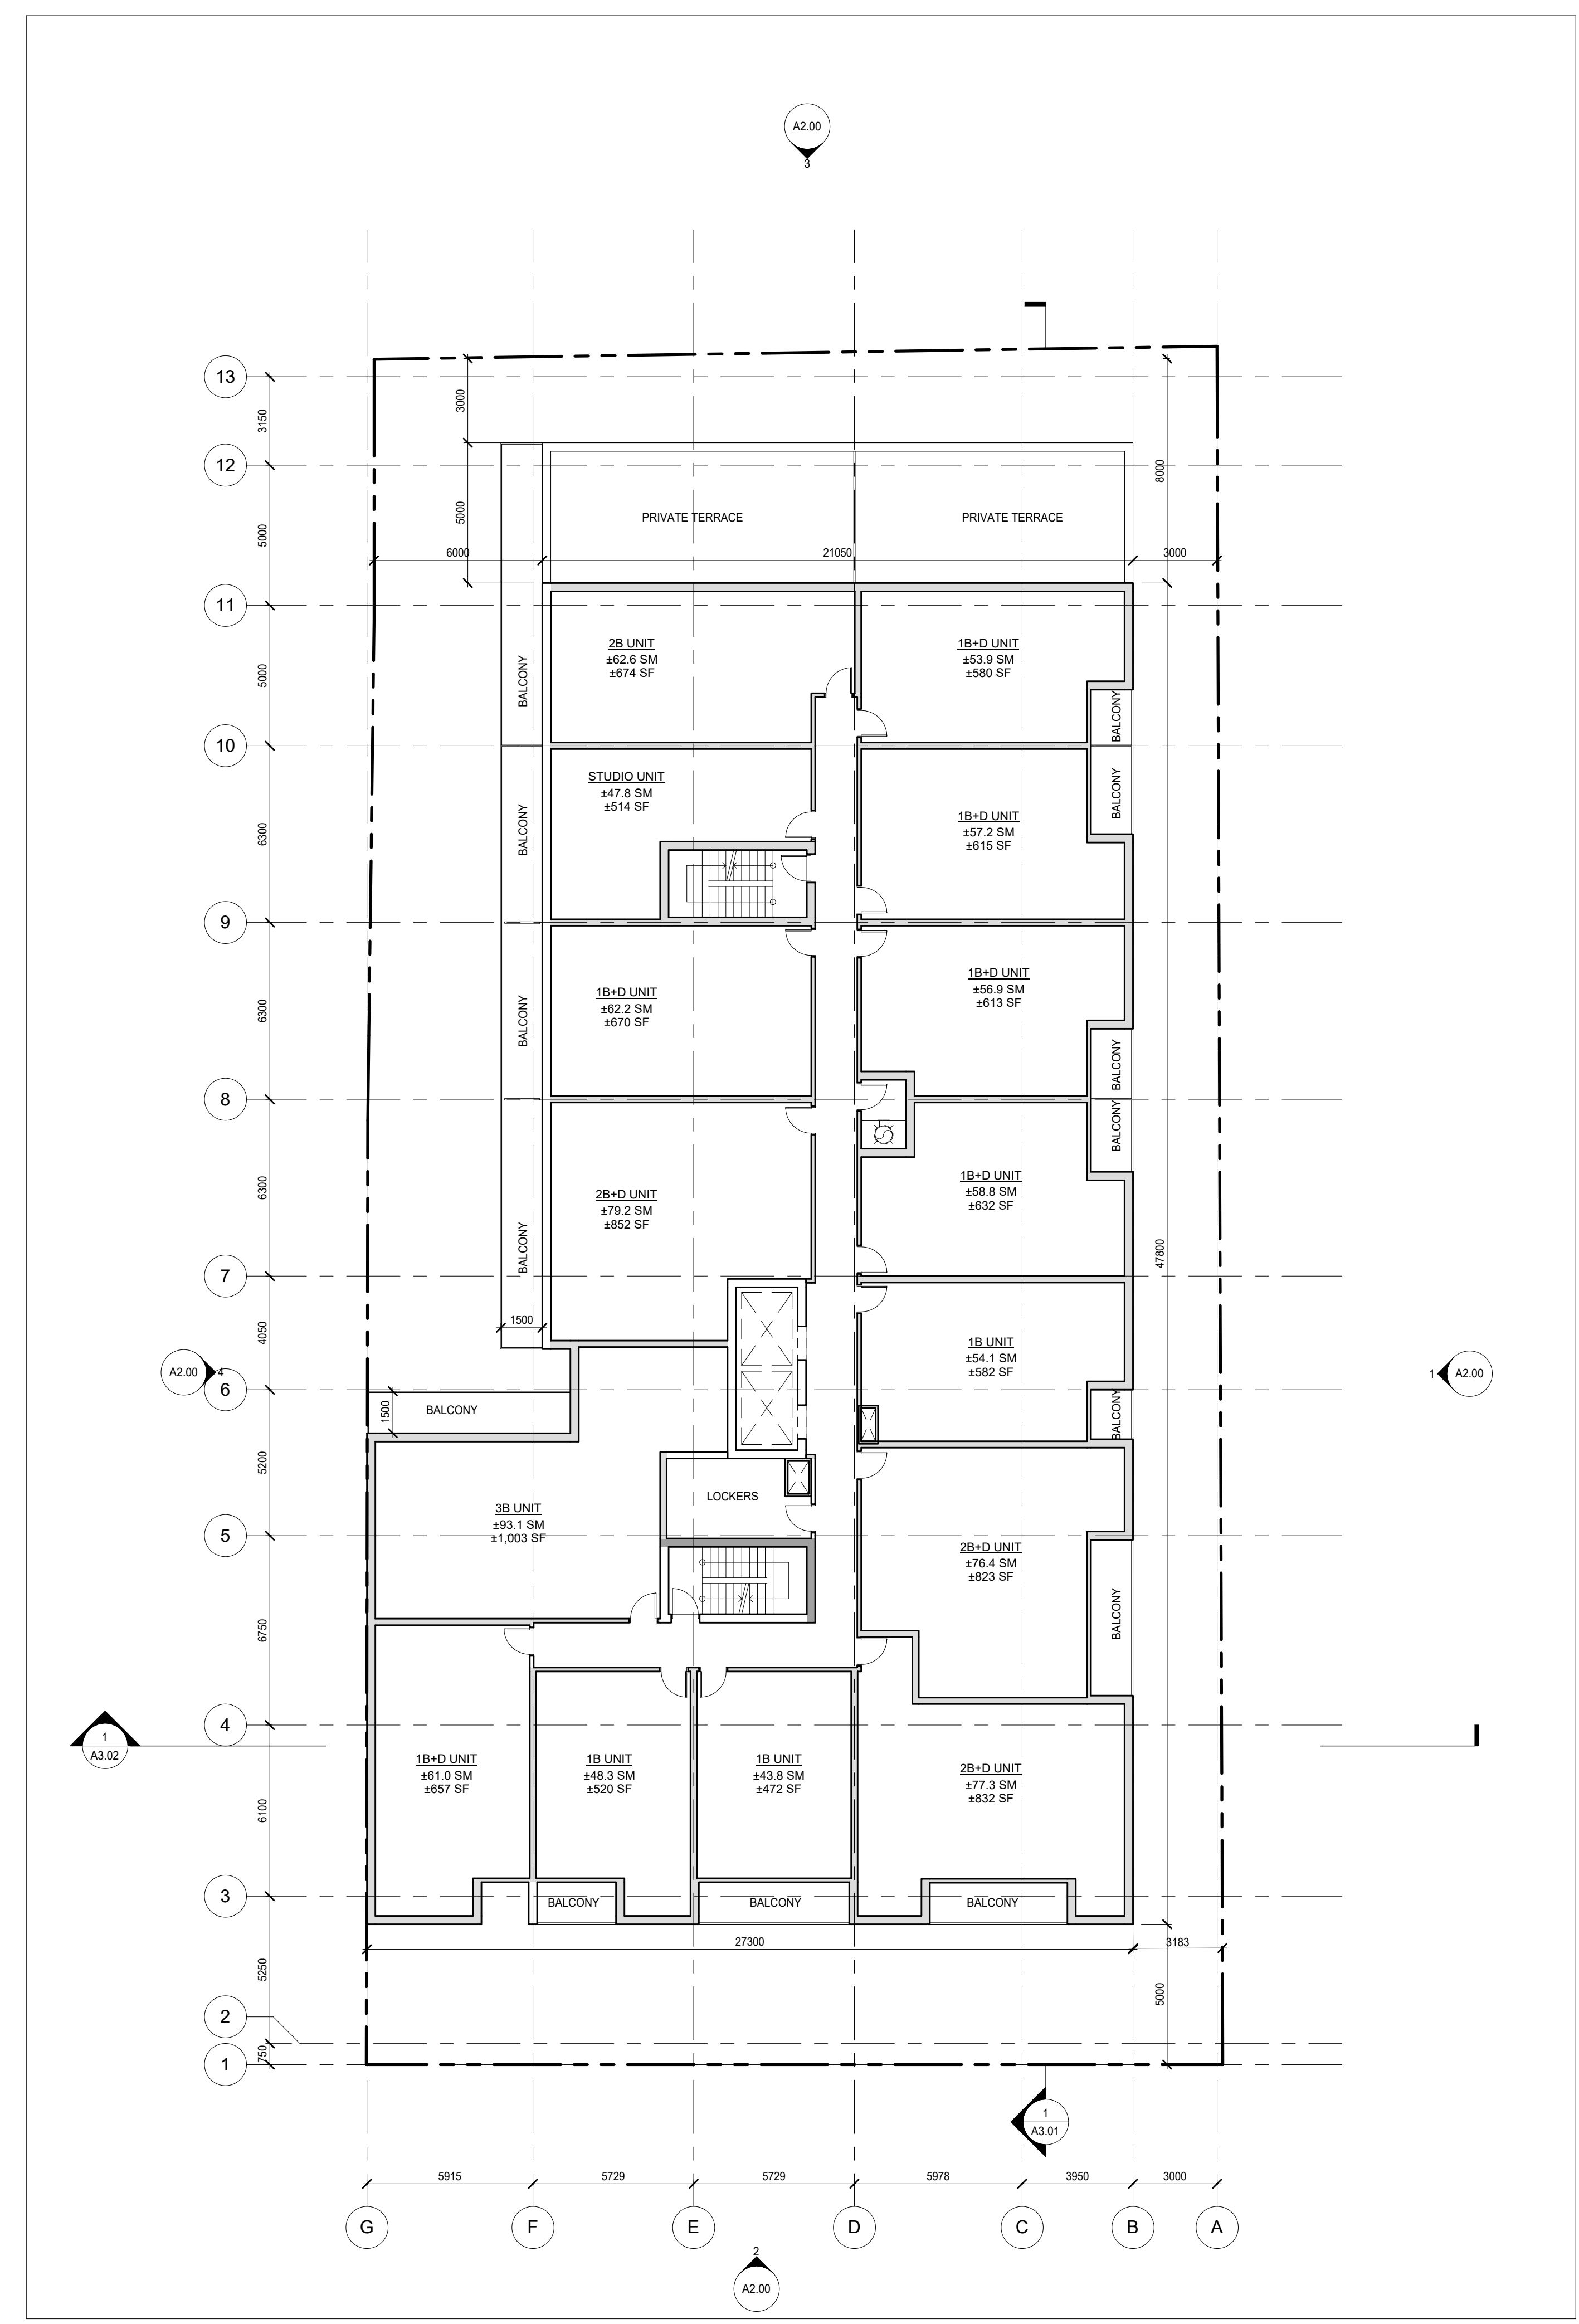 A2.00
3
13
3150
3000
8000
12
5000
5000
PRIVATE TERRACE
PRIVATE TERRACE
6000
21050
3000
11
5000
BALCONY
2B UNIT
±62.6 SM
±674 SF
1B+D UNIT
±53.9 SM
±580 SF
BALCONY
10
6300
BALCONY
STUDIO UNIT
±47.8 SM
±514 SF
1B+D UNIT
±57.2 SM
±615 SF
BALCONY
9
6300
BALCONY
1B+D UNIT
±62.2 SM
±670 SF
1B+D UNIT
±56.9 SM
±613 SF
BALCONY
8
6300
BALCONY
2B+D UNIT
±79.2 SM
±852 SF
1B+D UNIT
±58.8 SM
±632 SF
BALCONY
47800
7
4050
1500
1B UNIT
±54.1 SM
±582 SF
BALCONY
A2.00
4
1
A2.00
6
1500
BALCONY
5200
LOCKERS
3B UNIT
±93.1 SM
±1,003 SF
5
2B+D UNIT
±76.4 SM
±823 SF
BALCONY
6750
4
1
A3.02
1B+D UNIT
±61.0 SM
±657 SF
1B UNIT
±48.3 SM
±520 SF
1B UNIT
±43.8 SM
±472 SF
2B+D UNIT
±77.3 SM
±832 SF
6100
3
BALCONY
BALCONY
BALCONY
27300
3183
5250
5000
2
750
1
1
A3.01
5915
5729
5729
5978
3950
3000
G
F
E
D
C
B
A
2
A2.00